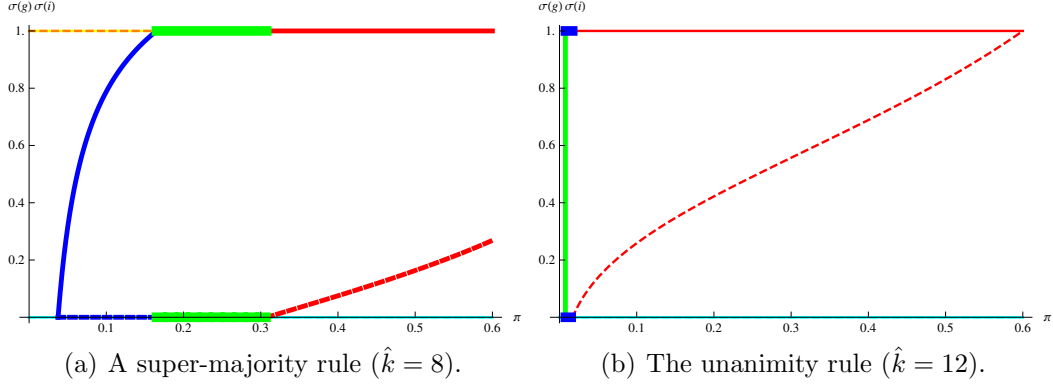 σ(g) σ(i)
1.
0.8
0.6
0.4
0.2
0.1 0.2 0.3 0.4 0.5 0.6 π
(a) A super-majority rule (k̂ = 8).
σ(g) σ(i)
1.
0.8
0.6
0.4
0.2
0.1 0.2 0.3 0.4 0.5 0.6 π
(b) The unanimity rule (k̂ = 12).